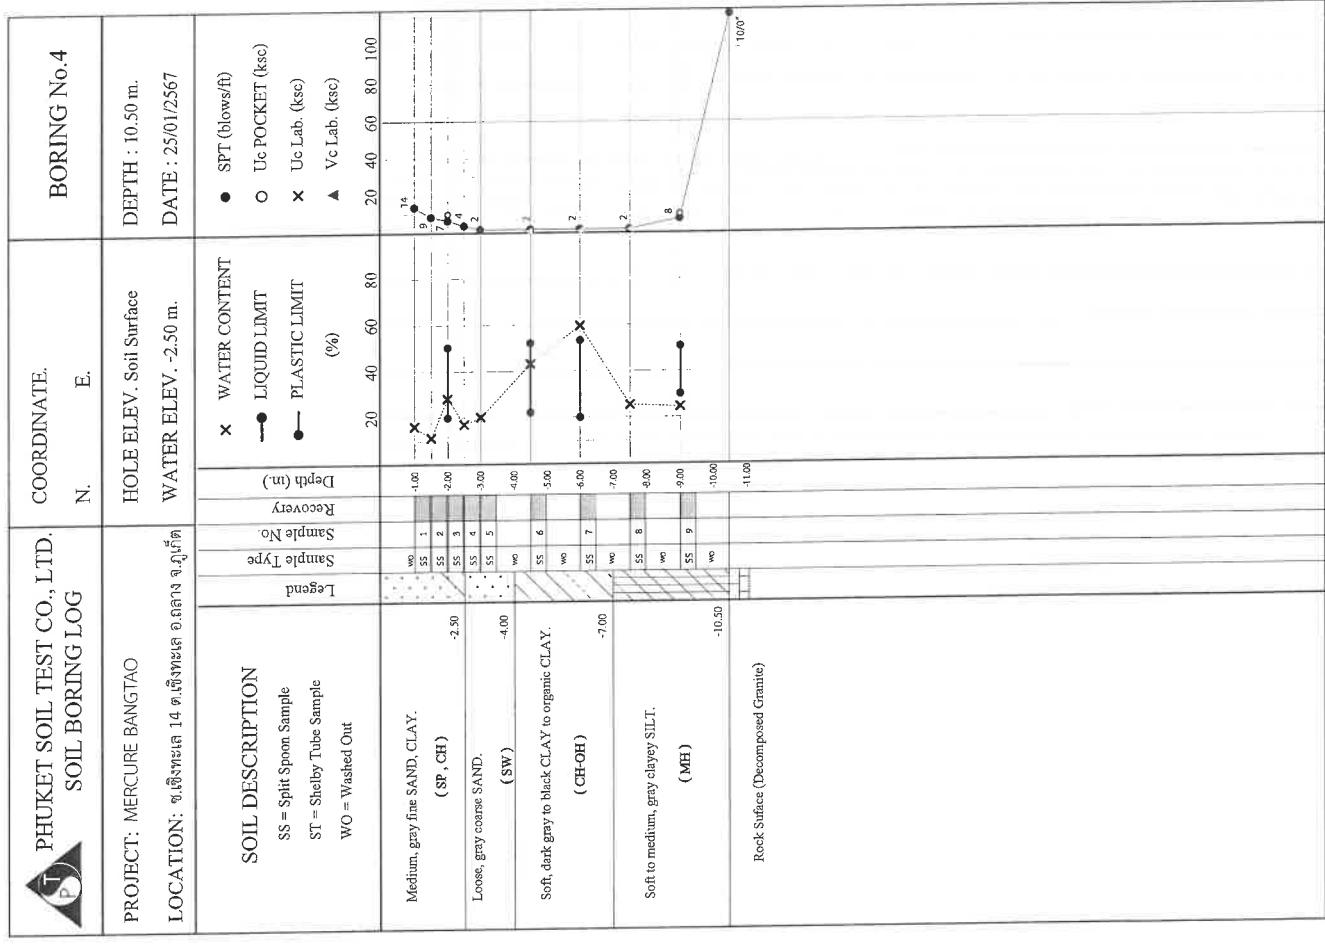 PT
PHUKET SOIL TEST CO., LTD.
SOIL BORING LOG
COORDINATE.
N. E.
BORING No.4
PROJECT: MERCURE BANGTAO
LOCATION: ซ.เชิงทะเล 14 ต.เชิงทะเล อ.ถลาง จ.ภูเก็ต
HOLE ELEV. Soil Surface
WATER ELEV. -2.50 m.
DEPTH : 10.50 m.
DATE : 25/01/2567
SOIL DESCRIPTION
SS = Split Spoon Sample
ST = Shelby Tube Sample
WO = Washed Out
Legend
Sample Type
Sample No.
Recovery
Depth (m.)
WATER CONTENT
LIQUID LIMIT
PLASTIC LIMIT
(%)
20 40 60 80
SPT (blows/ft)
Uc POCKET (ksc)
Uc Lab. (ksc)
Vc Lab. (ksc)
20 40 60 80 100
Medium, gray fine SAND, CLAY.
( SP , CH )
-2.50
Loose, gray coarse SAND.
( SW )
-4.00
Soft, dark gray to black CLAY to organic CLAY.
( CH-OH )
-7.00
Soft to medium, gray clayey SILT.
( MH )
-10.50
Rock Suface (Decomposed Granite)
WO
SS 1
SS 2
SS 3
SS 4
SS 5
WO
SS 6
WO
SS 7
WO
SS 8
WO
SS 9
WO
-1.00
-2.00
-3.00
-4.00
-5.00
-6.00
-7.00
-8.00
-9.00
-10.00
-11.00
14
9
7
4
2
2
2
2
8
110/0"